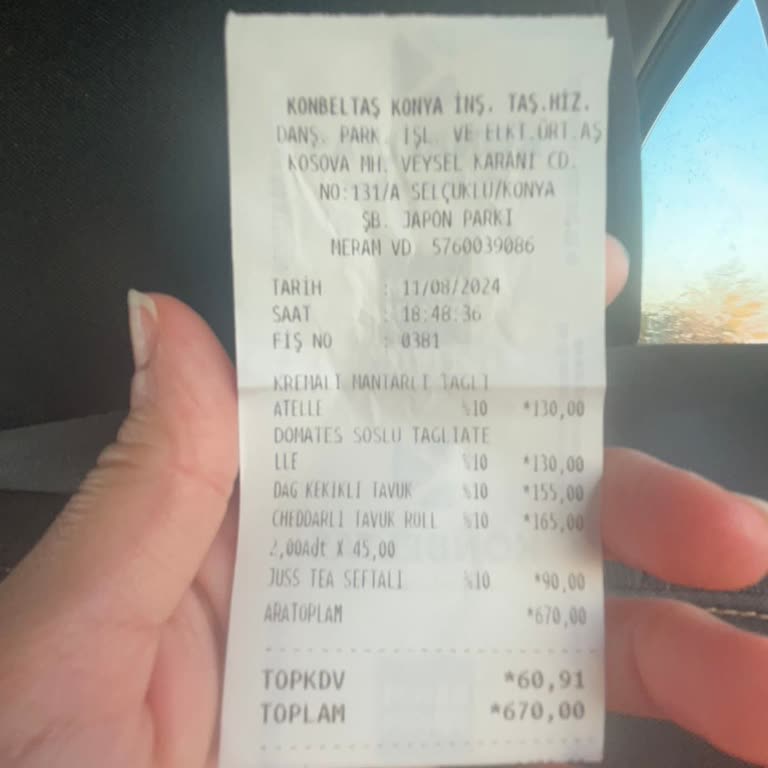 KONBELTAŞ KONYA İNŞ. TAŞ.HİZ.
DANŞ. PARK. İŞL. VE ELKT.ÜRT.AŞ
KOSOVA MH. VEYSEL KARANİ CD.
NO:131/A SELÇUKLU/KONYA
ŞB. JAPON PARKI
MERAM VD 5760039086
TARİH : 11/08/2024
SAAT : 18:48:36
FİŞ NO : 0381
KREMALI MANTARLI TAGLI
ATELLE %10 *130,00
DOMATES SOSLU TAGLIATE
LLE %10 *130,00
DAG KEKIKLI TAVUK %10 *155,00
CHEDDARLI TAVUK ROLL %10 *165,00
2,00Adt X 45,00
JUSS TEA SEFTALI %10 *90,00
ARATOPLAM *670,00
TOPKDV *60,91
TOPLAM *670,00